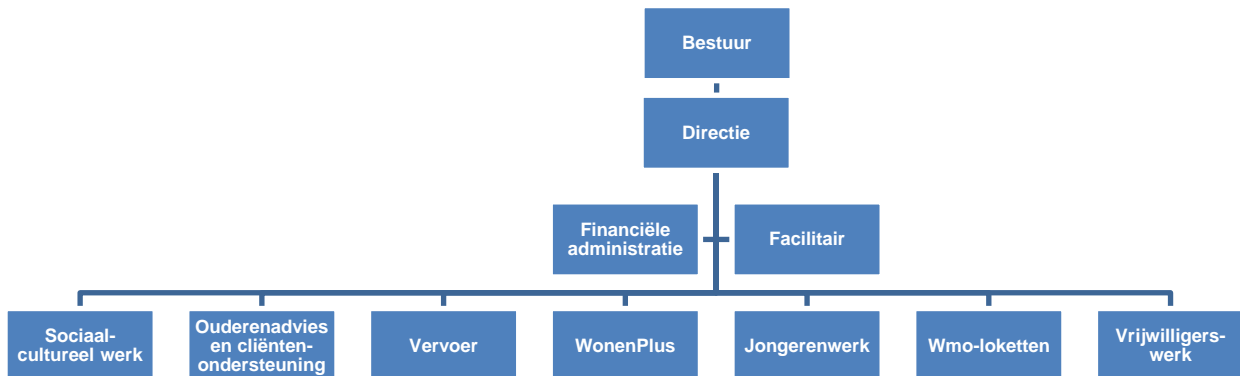 Bestuur
Directie
Financiële
administratie
Facilitair
Sociaal-
cultureel werk
Ouderenadvies
en cliënten-
ondersteuning
Vervoer
WonenPlus
Jongerenwerk
Wmo-loketten
Vrijwilligers-
werk